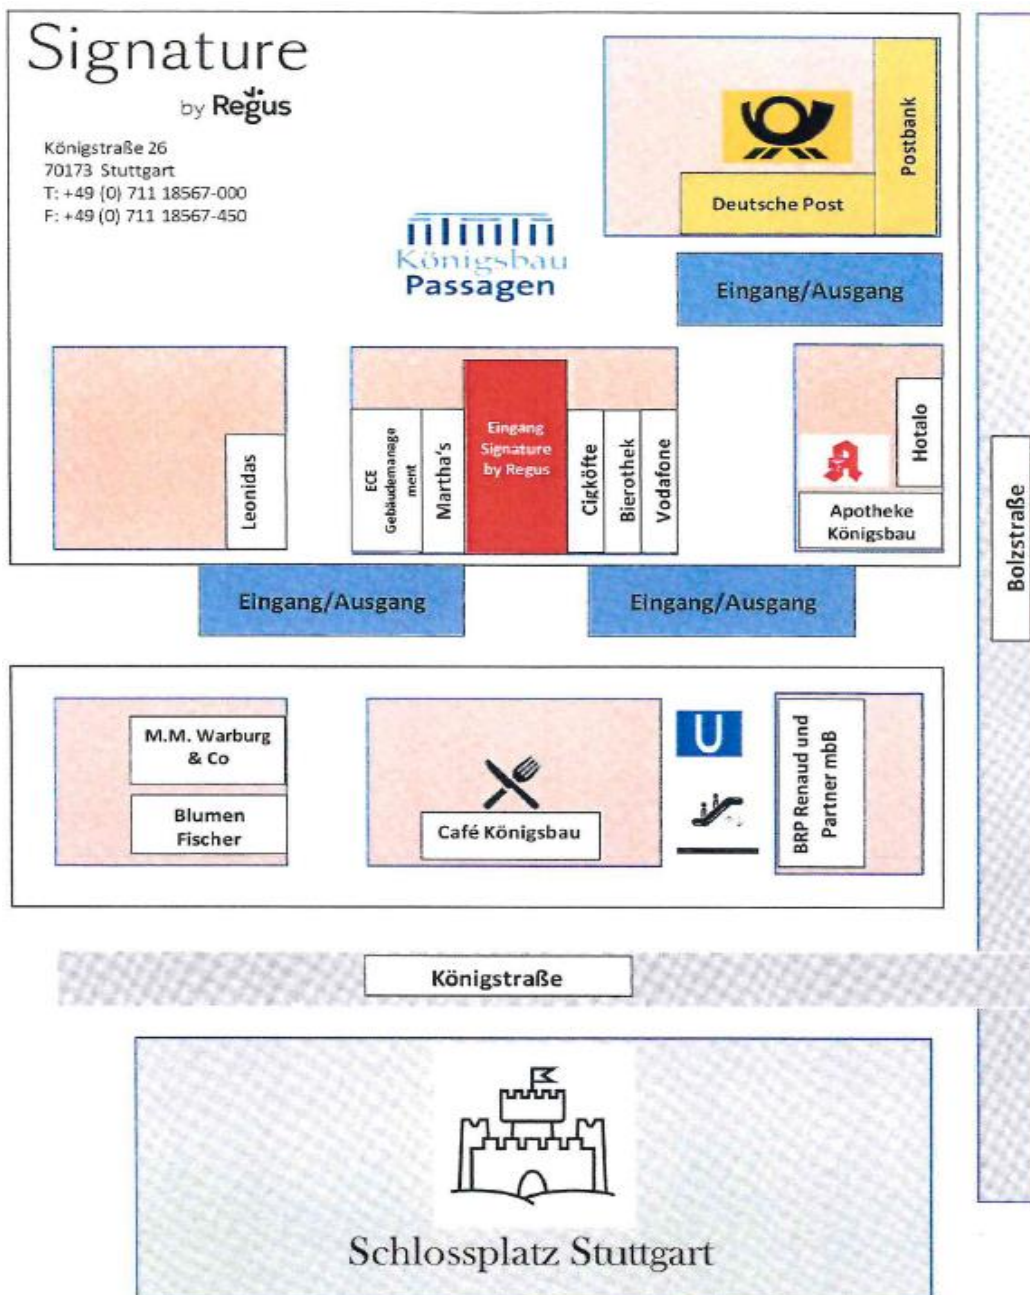 Signature
by Regus
Königstraße 26
70173 Stuttgart
T: +49 (0) 711 18567-000
F: +49 (0) 711 18567-450
Königsbau
Passagen
Postbank
Deutsche Post
Eingang/Ausgang
Leonidas
ECE
Gebäudemanage
ment
Martha's
Eingang
Signature
by Regus
Cigköfte
Bierothek
Vodafone
Hotalo
Apotheke
Königsbau
Bolzstraße
Eingang/Ausgang
Eingang/Ausgang
M.M. Warburg
& Co
Blumen
Fischer
Café Königsbau
U
BRP Renaud und
Partner mbB
Königstraße
Schlossplatz Stuttgart